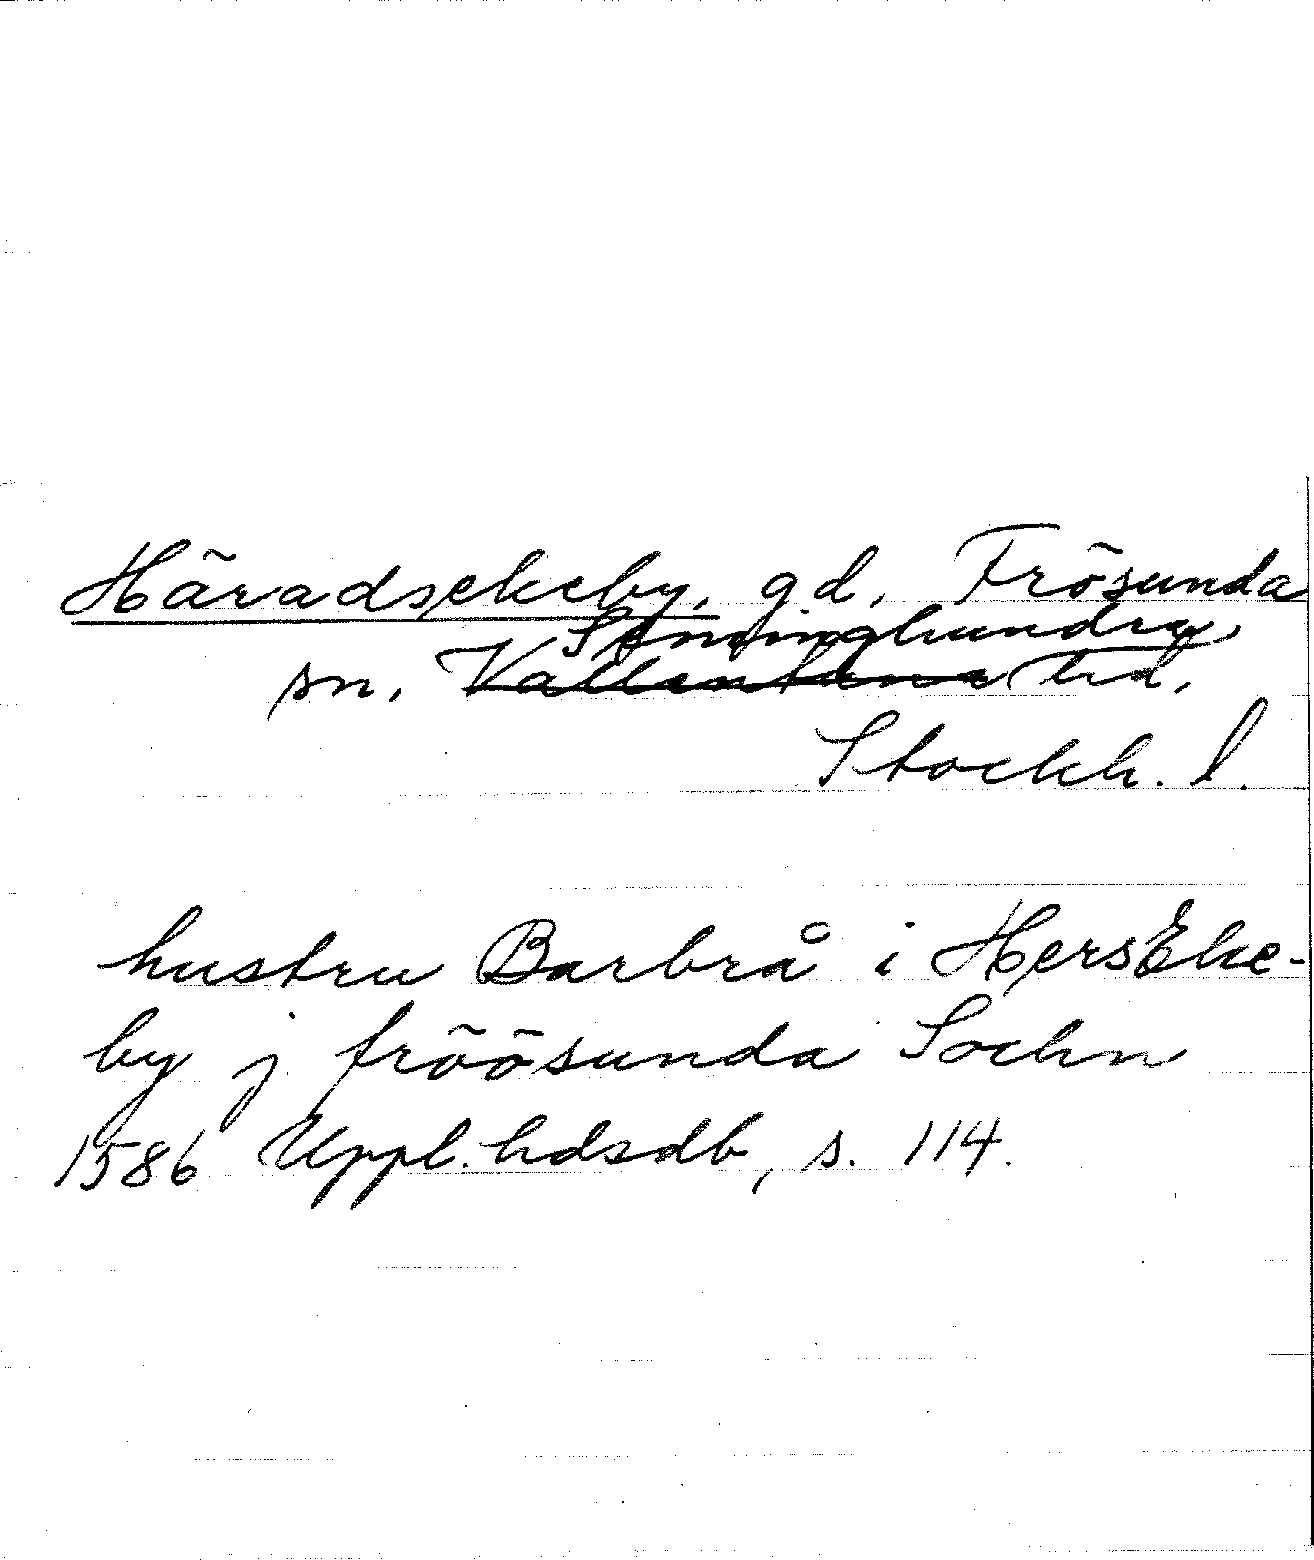 Häradsekeby, gd, Frösunda
Seminghundra
sn, Vallentuna hd,
Stockh. l.
hustru Barbrå i HersEke-
by j fröösunda Sochn
1586 Uppl. hdsdb, s. 114.